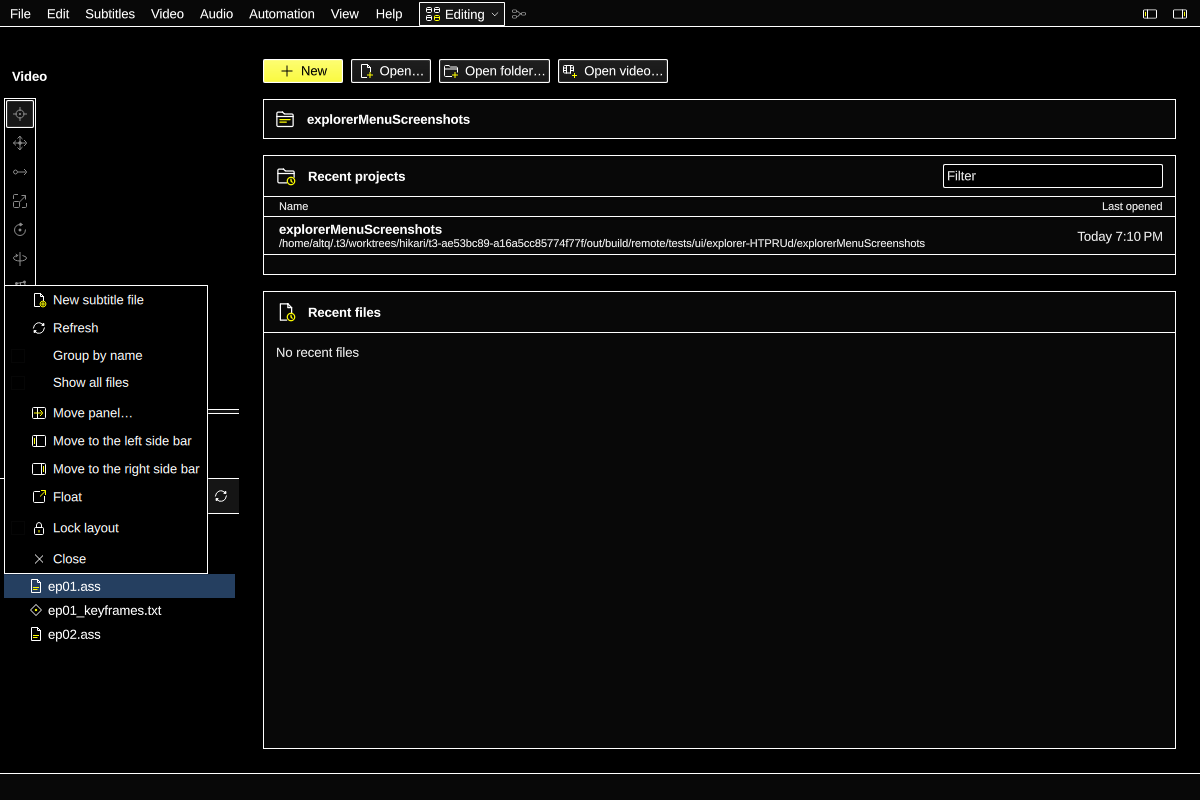 File Edit Subtitles Video Audio Automation View Help Editing
Video
New Open... Open folder... Open video...
explorerMenuScreenshots
Recent projects Filter
Name Last opened
explorerMenuScreenshots
/home/altq/.t3/worktrees/hikari/t3-ae53bc89-a16a5cc85774f77f/out/build/remote/tests/ui/explorer-HTPRUd/explorerMenuScreenshots
Today 7:10 PM
Recent files
No recent files
New subtitle file
Refresh
Group by name
Show all files
Move panel...
Move to the left side bar
Move to the right side bar
Float
Lock layout
Close
ep01.ass
ep01_keyframes.txt
ep02.ass